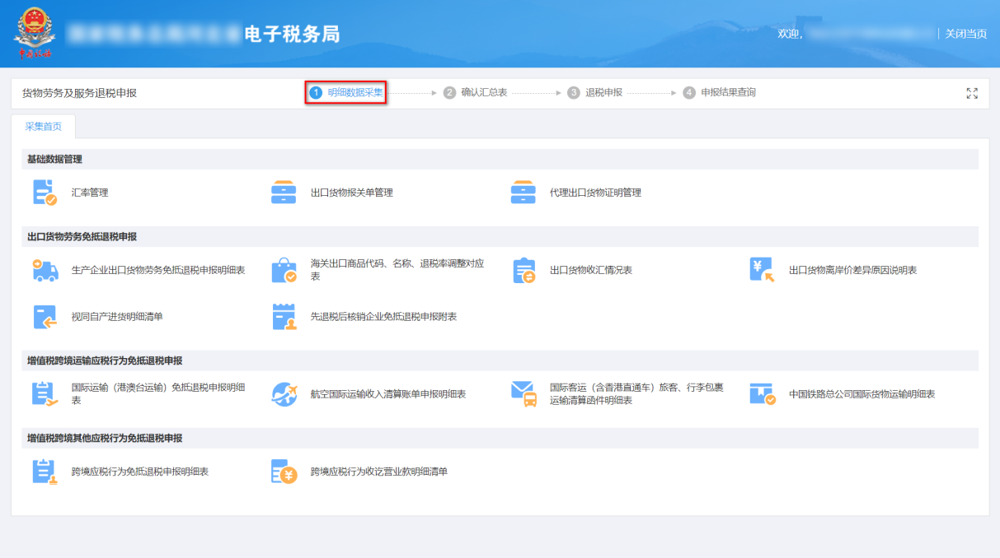 电子税务局
欢迎,
关闭当页
中国税务
货物劳务及服务退税申报
1 明细数据采集
2 确认汇总表
3 退税申报
4 申报结果查询
采集首页
基础数据管理
汇率管理
出口货物报关单管理
代理出口货物证明管理
出口货物劳务免抵退税申报
生产企业出口货物劳务免抵退税申报明细表
海关出口商品代码、名称、退税率调整对应
表
出口货物收汇情况表
出口货物离岸价差异原因说明表
视同自产进货明细清单
先退税后核销企业免抵退税申报附表
增值税跨境运输应税行为免抵退税申报
国际运输（港澳台运输）免抵退税申报明细
表
航空国际运输收入清算账单申报明细表
国际客运（含香港直通车）旅客、行李包裹
运输清算函件明细表
中国铁路总公司国际货物运输明细表
增值税跨境其他应税行为免抵退税申报
跨境应税行为免抵退税申报明细表
跨境应税行为收讫营业款明细清单